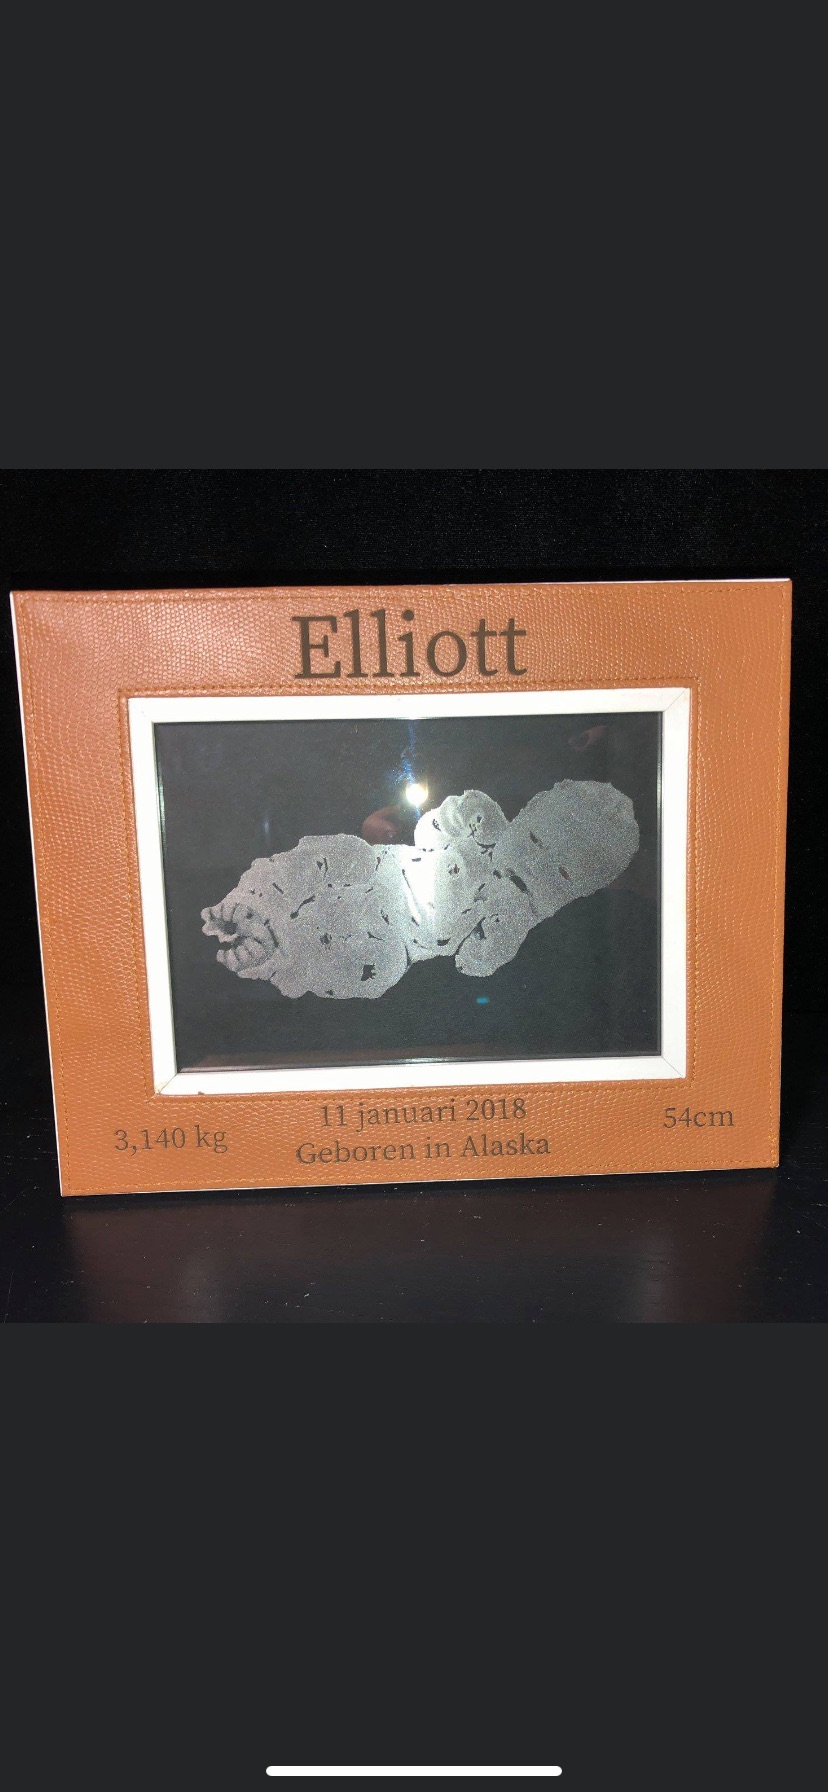 Elliott
11 januari 2018
3,140 kg
54cm
Geboren in Alaska